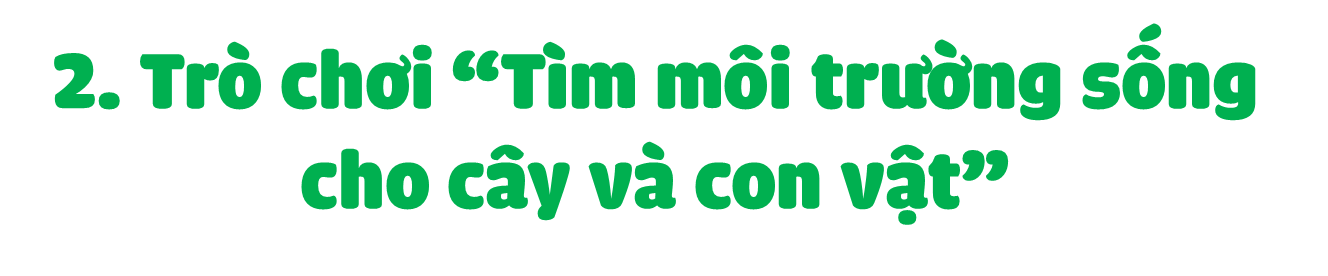 2. Trò chơi “Tìm môi trường sống
cho cây và con vật”